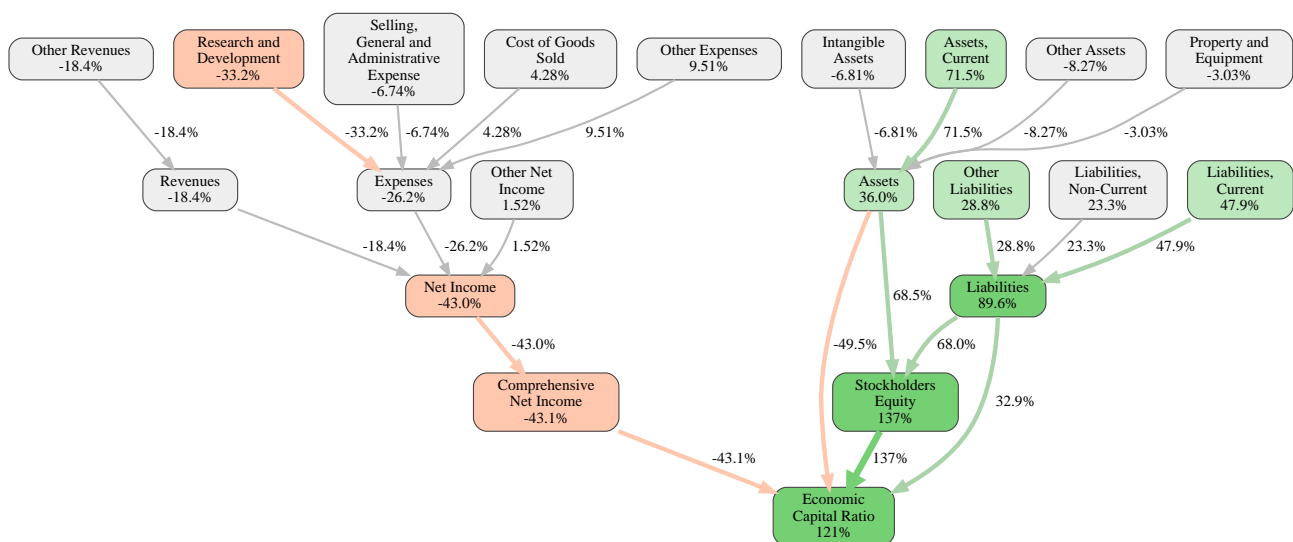 Other Revenues
-18.4%
Research and
Development
-33.2%
Selling,
General and
Administrative
Expense
-6.74%
Cost of Goods
Sold
4.28%
Other Expenses
9.51%
Intangible
Assets
-6.81%
Assets,
Current
71.5%
Other Assets
-8.27%
Property and
Equipment
-3.03%
-18.4%
-33.2%
-6.74%
4.28%
9.51%
-6.81%
71.5%
-8.27%
-3.03%
Revenues
-18.4%
Expenses
-26.2%
Other Net
Income
1.52%
Assets
36.0%
Other
Liabilities
28.8%
Liabilities,
Non-Current
23.3%
Liabilities,
Current
47.9%
-18.4%
-26.2%
1.52%
28.8%
23.3%
47.9%
Net Income
-43.0%
68.5%
Liabilities
89.6%
-43.0%
-49.5%
68.0%
Comprehensive
Net Income
-43.1%
Stockholders
Equity
137%
32.9%
-43.1%
137%
Economic
Capital Ratio
121%